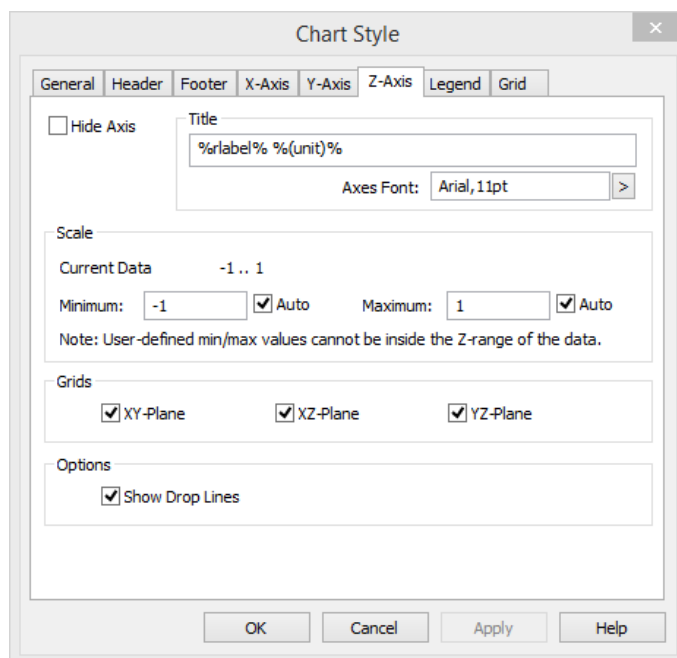 Chart Style
General Header Footer X-Axis Y-Axis Z-Axis Legend Grid
Hide Axis
Title
%rlabel% %(unit)%
Axes Font: Arial,11pt >
Scale
Current Data -1 .. 1
Minimum: -1 Auto Maximum: 1 Auto
Note: User-defined min/max values cannot be inside the Z-range of the data.
Grids
XY-Plane XZ-Plane YZ-Plane
Options
Show Drop Lines
OK Cancel Apply Help